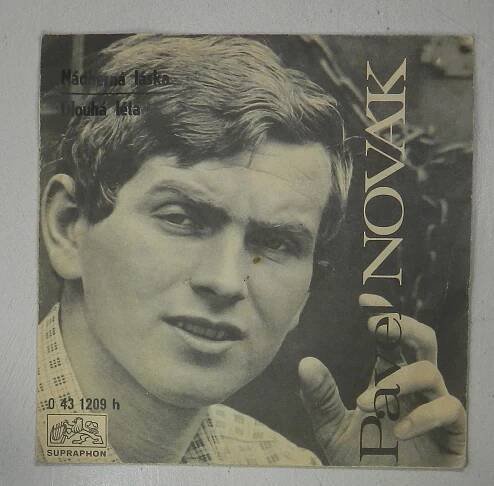 Nádherná láska
Dlouhá léta
Pavel NOVÁK
0 43 1209 h
SUPRAPHON